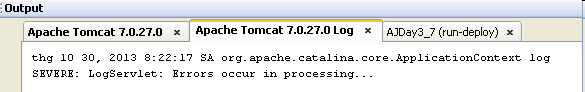 Output
Apache Tomcat 7.0.27.0 × Apache Tomcat 7.0.27.0 Log × AJDay3_7 (run-deploy) ×
thg 10 30, 2013 8:22:17 SA org.apache.catalina.core.ApplicationContext log
SEVERE: LogServlet: Errors occur in processing...